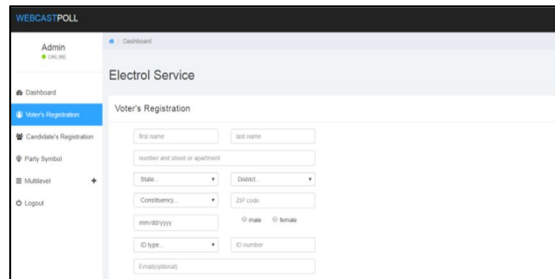 WEBCASTPOLL
Admin
ONLINE
Dashboard
Voter's Registration
Candidate's Registration
Party Symbol
Multilevel +
Logout
Dashboard
Electrol Service
Voter's Registration
first name last name
number and street or apartment
State... District...
Constituency... ZIP code
mm/dd/yyyy male female
ID type... ID number
Email(optional)